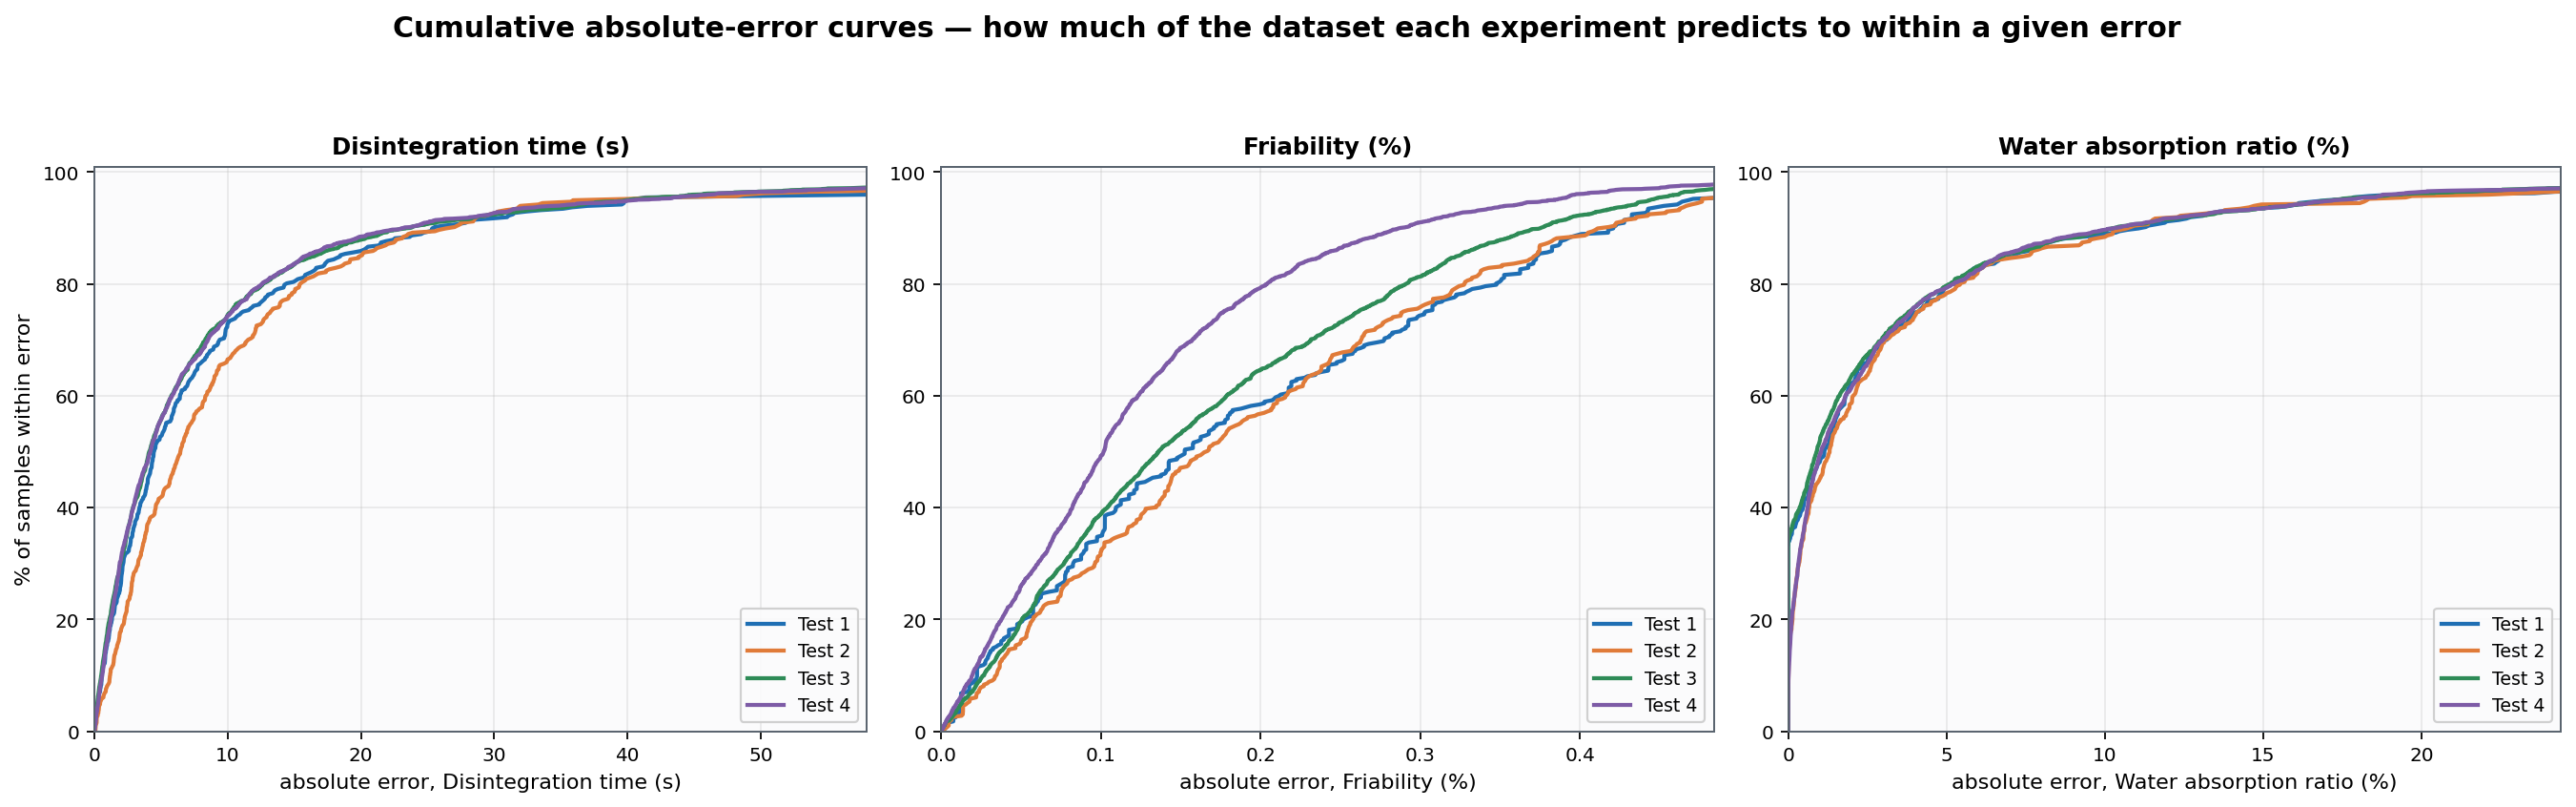 Cumulative absolute-error curves — how much of the dataset each experiment predicts to within a given error
Disintegration time (s)
% of samples within error
100
80
60
40
20
0
0 10 20 30 40 50
absolute error, Disintegration time (s)
Test 1
Test 2
Test 3
Test 4
Friability (%)
100
80
60
40
20
0
0.0 0.1 0.2 0.3 0.4
absolute error, Friability (%)
Test 1
Test 2
Test 3
Test 4
Water absorption ratio (%)
100
80
60
40
20
0
0 5 10 15 20
absolute error, Water absorption ratio (%)
Test 1
Test 2
Test 3
Test 4